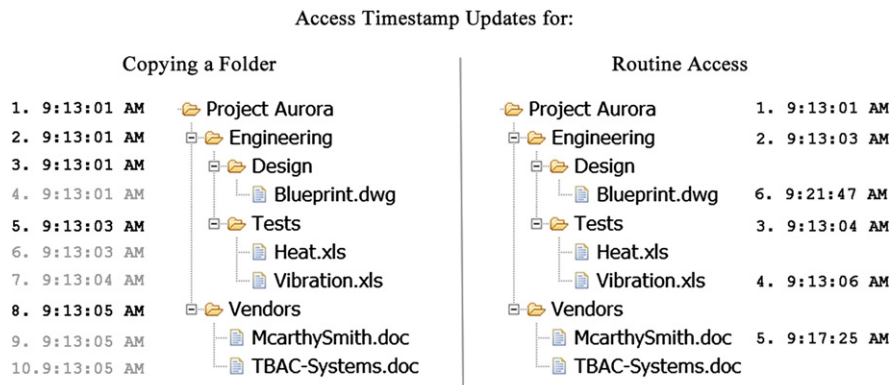 Access Timestamp Updates for:
Copying a Folder
1. 9:13:01 AM Project Aurora
2. 9:13:01 AM Engineering
3. 9:13:01 AM Design
4. 9:13:01 AM Blueprint.dwg
5. 9:13:03 AM Tests
6. 9:13:03 AM Heat.xls
7. 9:13:04 AM Vibration.xls
8. 9:13:05 AM Vendors
9. 9:13:05 AM McarthySmith.doc
10.9:13:05 AM TBAC-Systems.doc
Routine Access
Project Aurora 1. 9:13:01 AM
Engineering 2. 9:13:03 AM
Design
Blueprint.dwg 6. 9:21:47 AM
Tests 3. 9:13:04 AM
Heat.xls
Vibration.xls 4. 9:13:06 AM
Vendors
McarthySmith.doc 5. 9:17:25 AM
TBAC-Systems.doc